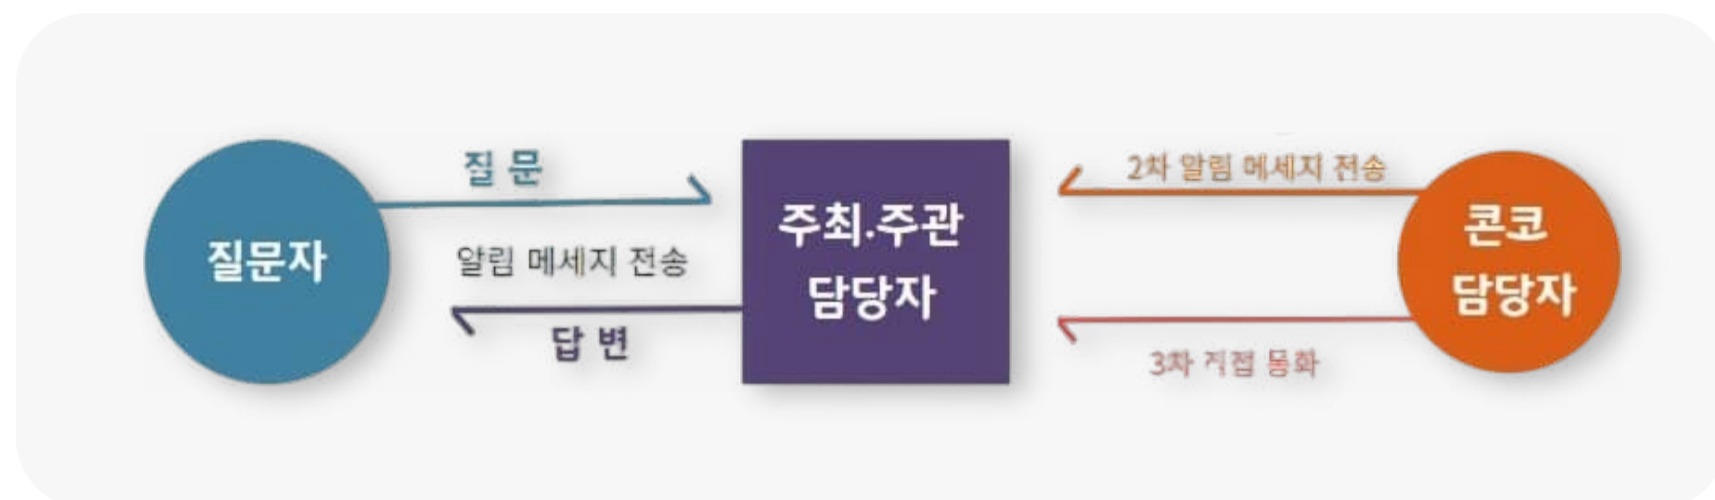 질문자
질 문
알림 메세지 전송
답 변
주최.주관
담당자
2차 알림 메세지 전송
3차 직접 통화
콘코
담당자